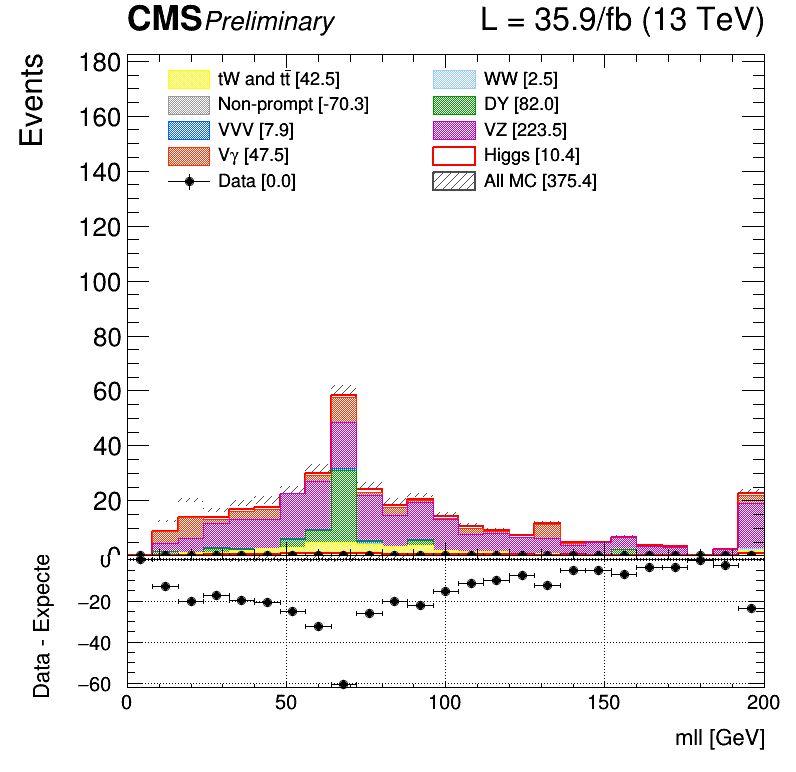 CMS Preliminary L = 35.9/fb (13 TeV)
Events
tW and tt̄ [42.5] WW [2.5]
Non-prompt [-70.3] DY [82.0]
VVV [7.9] VZ [223.5]
Vγ [47.5] Higgs [10.4]
Data [0.0] All MC [375.4]
180
160
140
120
100
80
60
40
20
0
Data - Expecte
−20
−40
−60
0 50 100 150 200
mll [GeV]